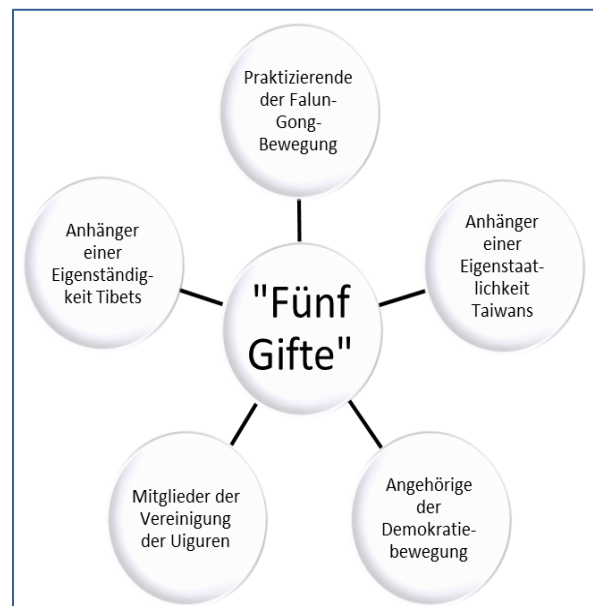 Praktizierende
der Falun-
Gong-
Bewegung
Anhänger
einer
Eigenständig-
keit Tibets
Anhänger
einer
Eigenstaat-
lichkeit
Taiwans
"Fünf
Gifte"
Mitglieder der
Vereinigung
der Uiguren
Angehörige
der
Demokratie-
bewegung